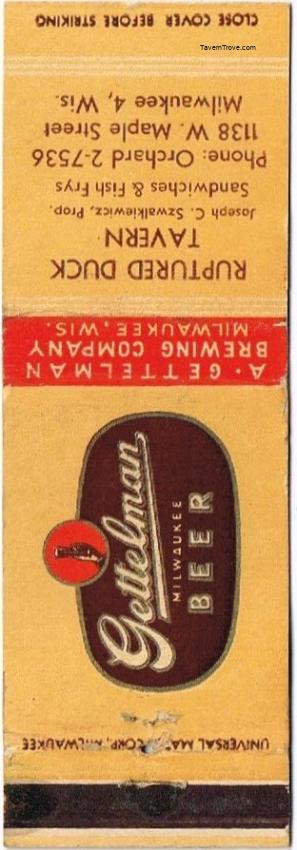 TavernTrove.com
CLOSE COVER BEFORE STRIKING
RUPTURED DUCK
TAVERN
Joseph C. Szwalkiewicz, Prop.
Sandwiches & Fish Frys
Phone: Orchard 2-7536
1138 W. Maple Street
Milwaukee 4, Wis.
A. GETTELMAN
BREWING COMPANY
MILWAUKEE, WIS.
Gettelman
MILWAUKEE
BEER
UNIVERSAL CORP. MILWAUKEE